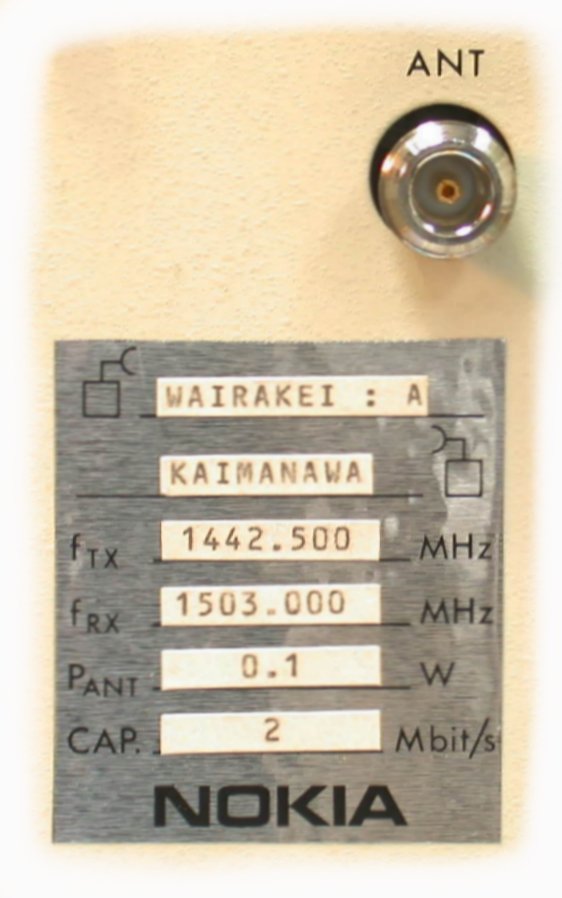 ANT
WAIRAKEI : A
KAIMANAWA
fTX 1442.500 MHz
fRX 1503.000 MHz
PANT 0.1 W
CAP. 2 Mbit/s
NOKIA